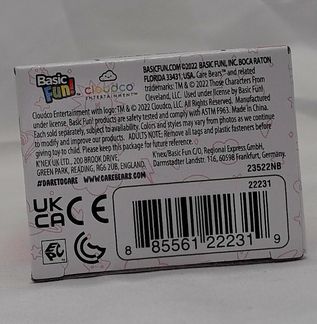 Basic
Fun!
cloudco
ENTERTAINMENT™
BASICFUN.COM ©2022 BASIC FUN!, INC. BOCA RATON,
FLORIDA 33431, USA. Care Bears™ and related
trademarks: TM & © 2022 Those Characters From
Cleveland, LLC. Used under license by Basic Fun!
Cloudco Entertainment with logo: TM & © 2022 Cloudco, LLC. All Rights Reserved. Manufactured
under license. Basic Fun! products are safety tested and comply with ASTM F963. Made in China.
Each sold separately, subject to availability. Colors and styles may vary from photos as we continue
to modify and improve our products. ADULTS NOTE: Remove all tags and plastic fasteners before
giving toy to child. Please keep this package for future reference.
K'NEX UK LTD., 200 BROOK DRIVE,
GREEN PARK, READING, RG6 2UB, ENGLAND.
K'nex/Basic Fun C/O, Regional Express GmbH,
Darmstadter Landstr. 116, 60598 Frankfurt, Germany.
#DARETOCARE WWW.CAREBEARS.COM
23522NB
22231
UK
CA
CE
8 85561 22231 9